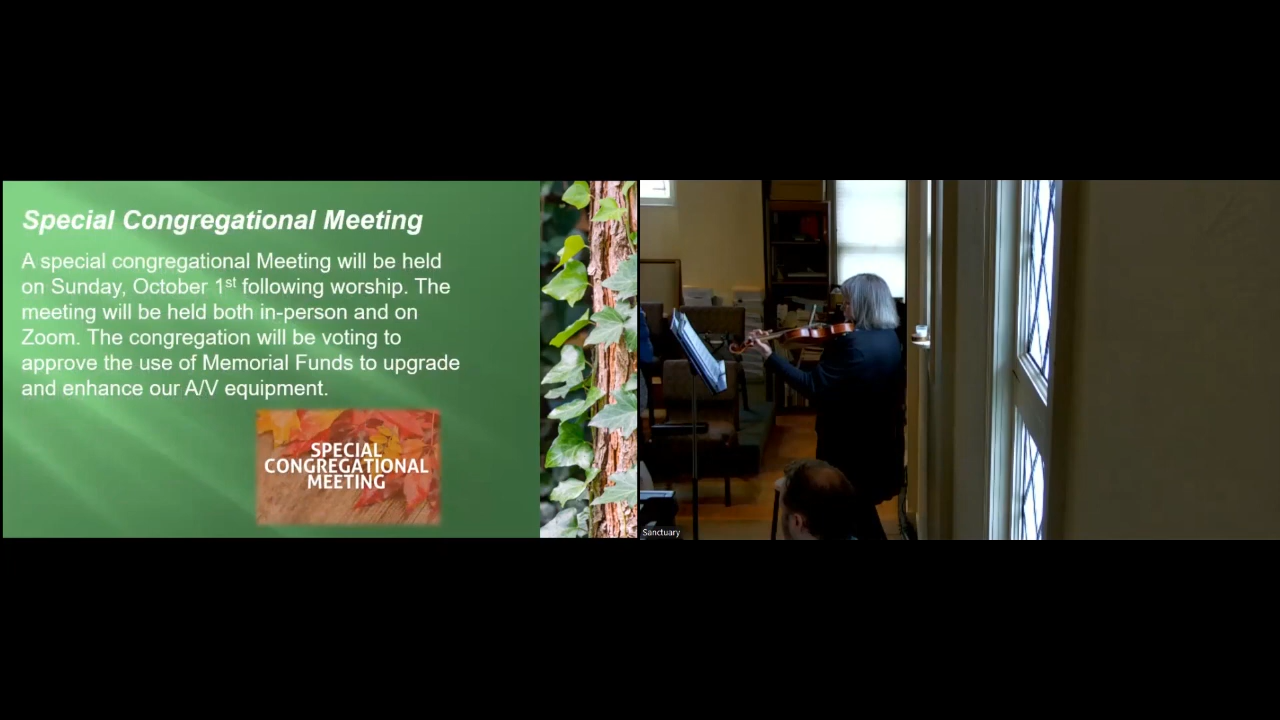 Special Congregational Meeting
A special congregational Meeting will be held
on Sunday, October 1st following worship. The
meeting will be held both in-person and on
Zoom. The congregation will be voting to
approve the use of Memorial Funds to upgrade
and enhance our A/V equipment.
SPECIAL
CONGREGATIONAL
MEETING
Sanctuary